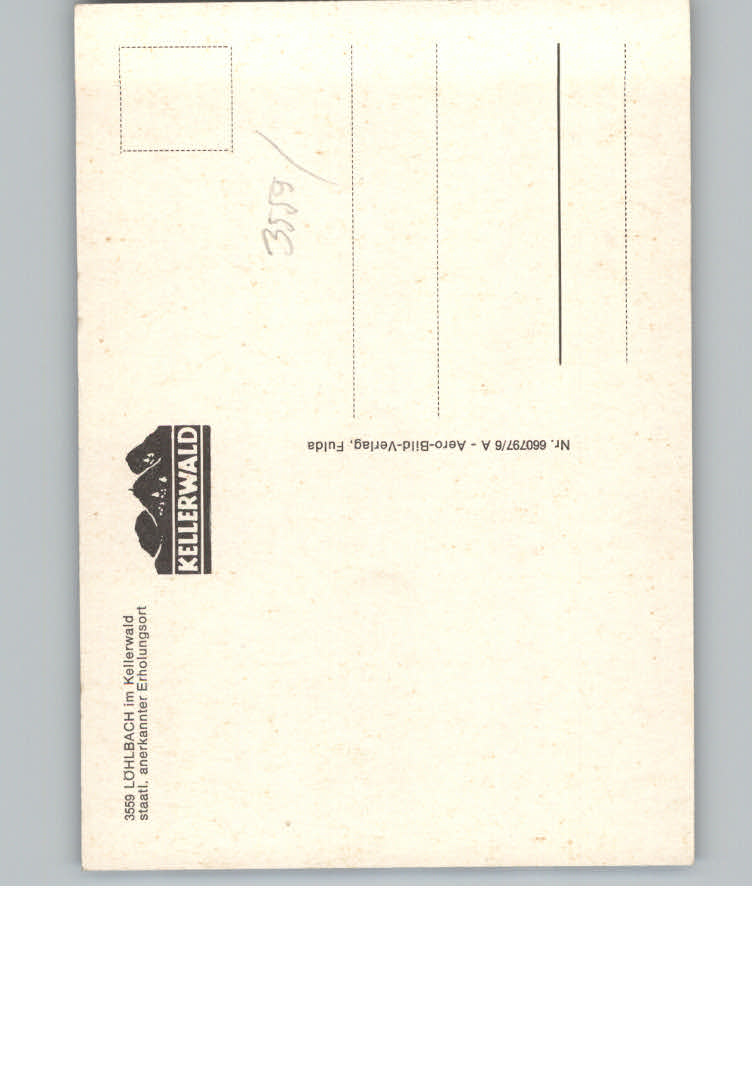 3559 LÖHLBACH im Kellerwald
staatl. anerkannter Erholungsort
KELLERWALD
Nr. 660797/6 A - Aero-Bild-Verlag, Fulda
3559/